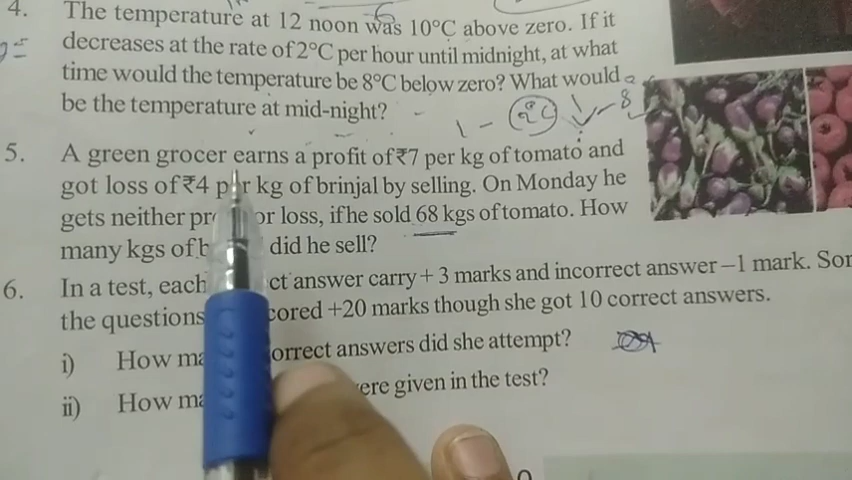 4. The temperature at 12 noon was 10°C above zero. If it
decreases at the rate of 2°C per hour until midnight, at what
time would the temperature be 8°C below zero? What would
be the temperature at mid-night?
5. A green grocer earns a profit of ₹7 per kg of tomato and
got loss of ₹4 per kg of brinjal by selling. On Monday he
gets neither pr or loss, if he sold 68 kgs of tomato. How
many kgs of b did he sell?
6. In a test, each ct answer carry + 3 marks and incorrect answer –1 mark. Sor
the questions cored +20 marks though she got 10 correct answers.
i) How ma orrect answers did she attempt?
ii) How ma ere given in the test?